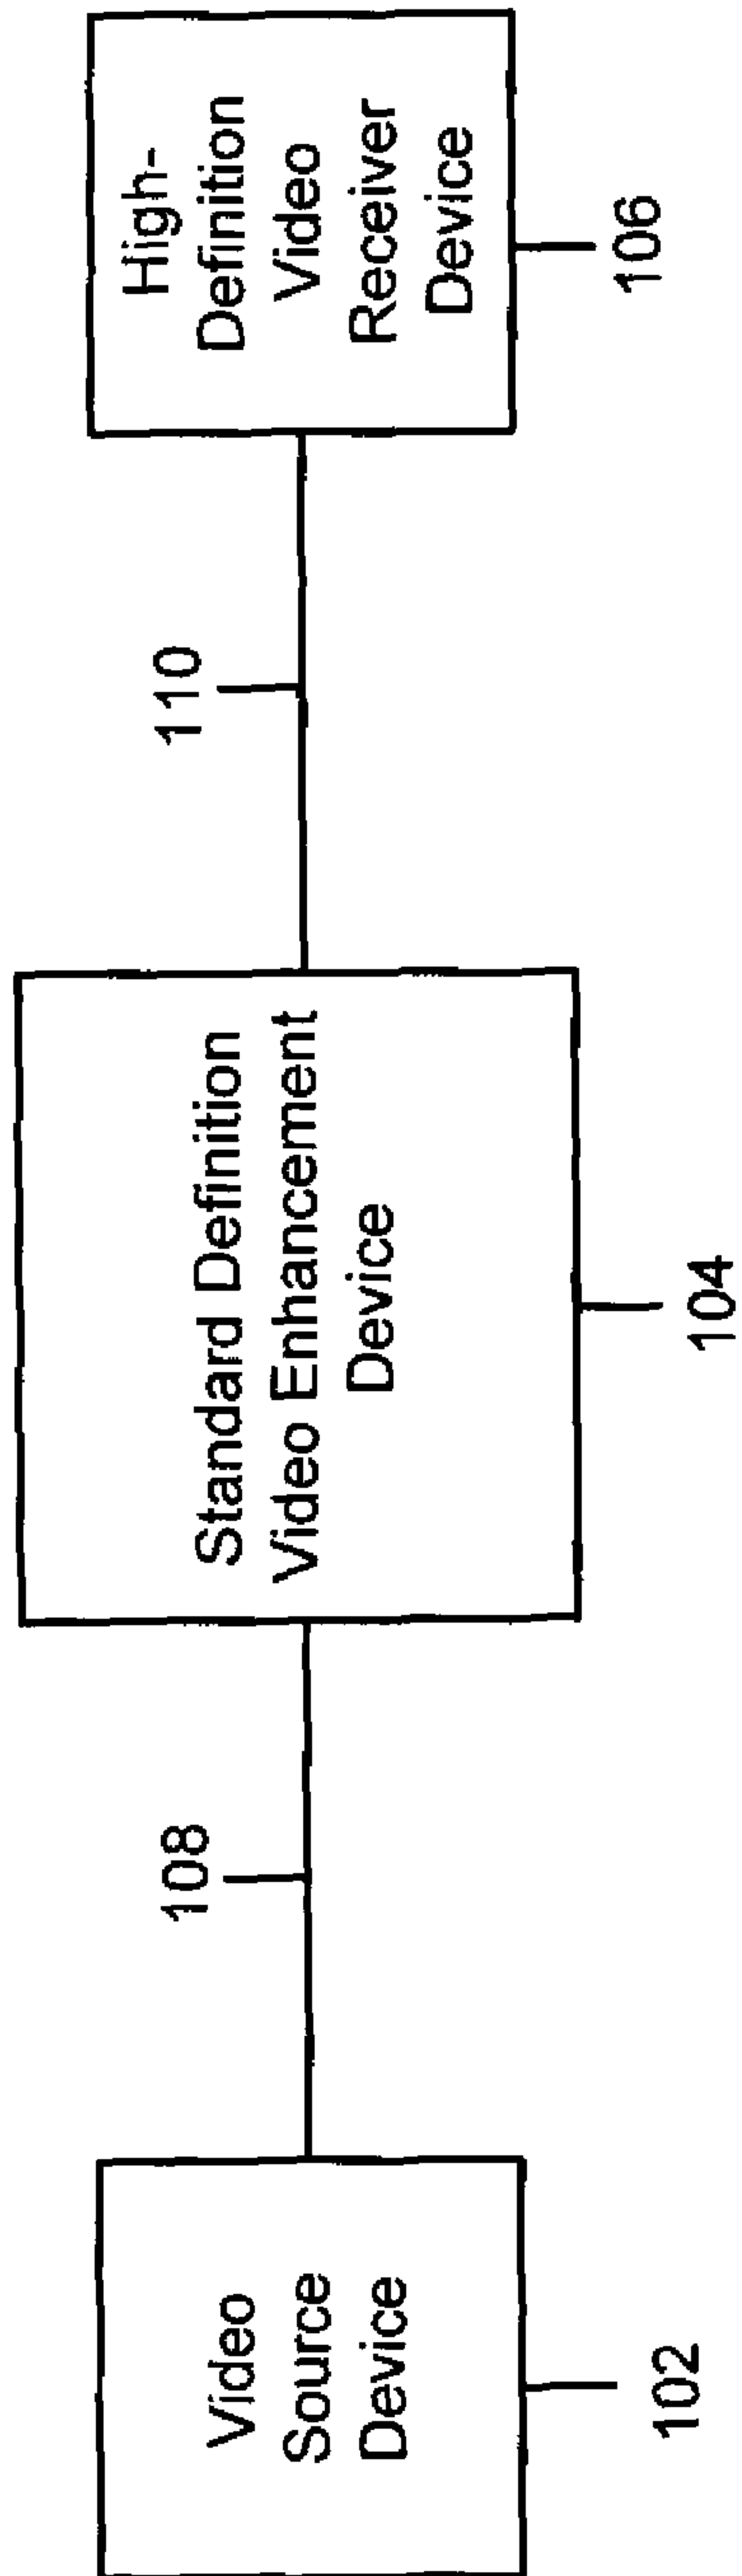 Video
Source
Device
102
108
Standard Definition
Video Enhancement
Device
104
110
High-
Definition
Video
Receiver
Device
106